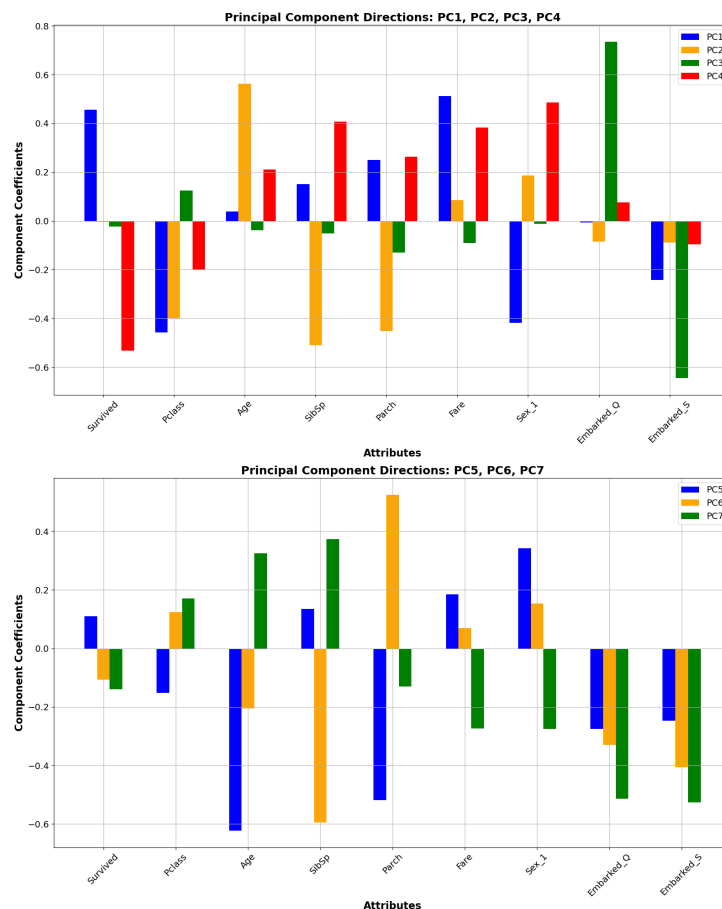 Principal Component Directions: PC1, PC2, PC3, PC4
0.8
0.6
0.4
0.2
0.0
−0.2
−0.4
−0.6
Component Coefficients
PC1
PC2
PC3
PC4
Survived
Pclass
Age
SibSp
Parch
Fare
Sex_1
Embarked_Q
Embarked_S
Attributes
Principal Component Directions: PC5, PC6, PC7
0.4
0.2
0.0
−0.2
−0.4
−0.6
Component Coefficients
PC5
PC6
PC7
Survived
Pclass
Age
SibSp
Parch
Fare
Sex_1
Embarked_Q
Embarked_S
Attributes